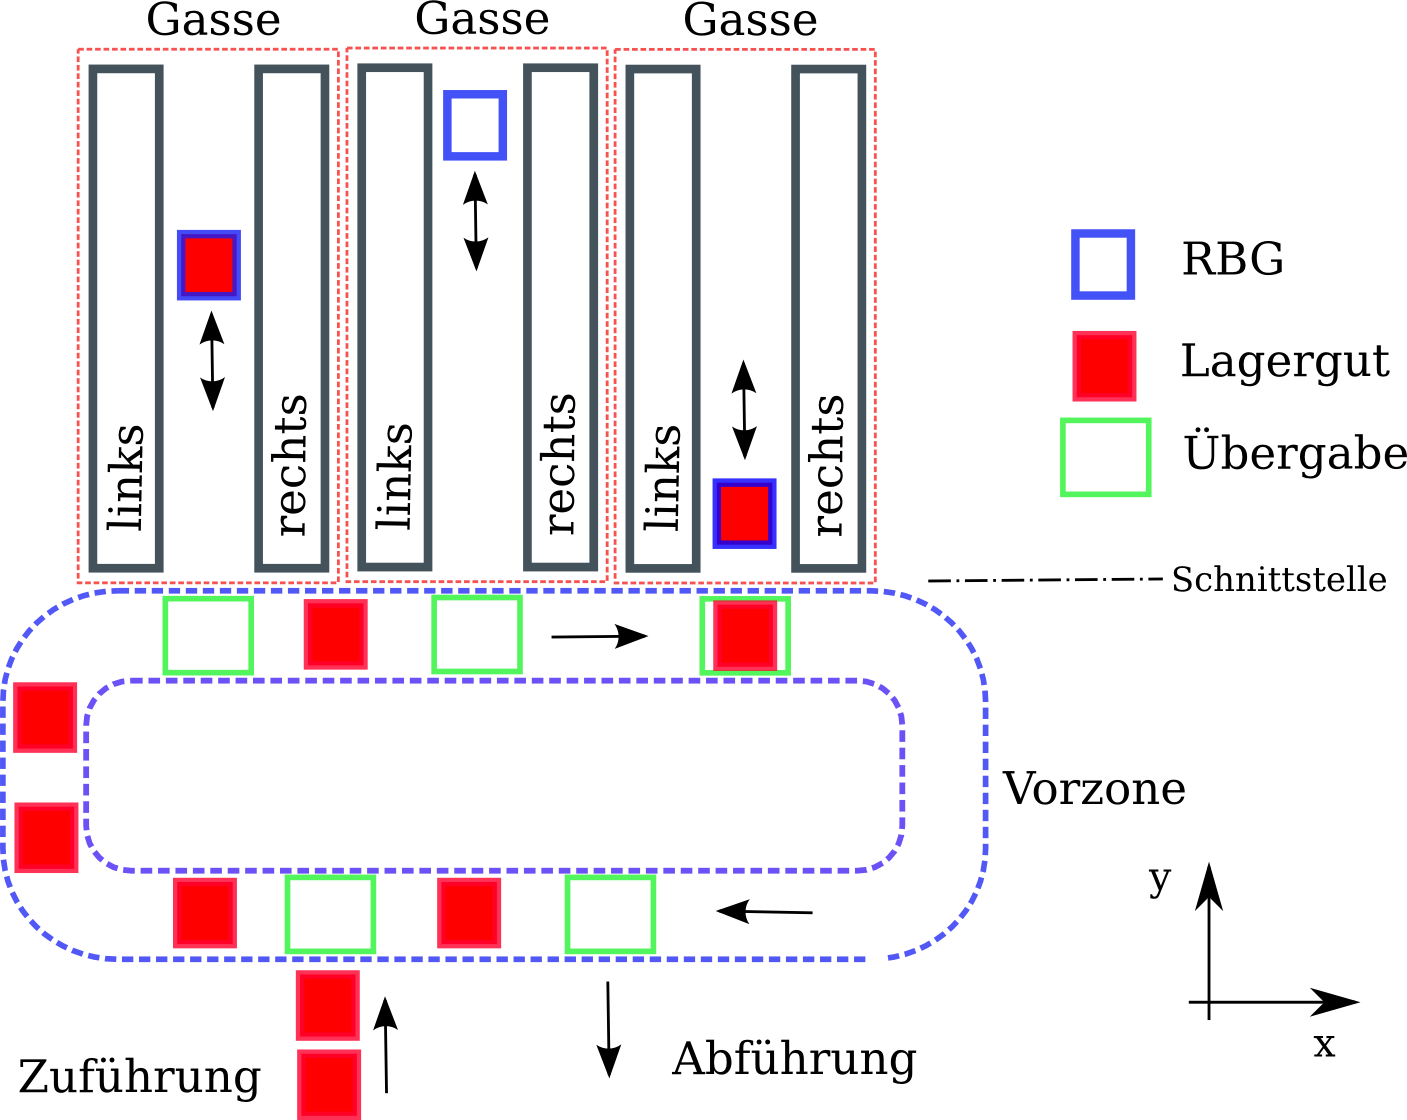 Gasse
Gasse
Gasse
links
rechts
links
rechts
links
rechts
RBG
Lagergut
Übergabe
Schnittstelle
Vorzone
y
x
Zuführung
Abführung